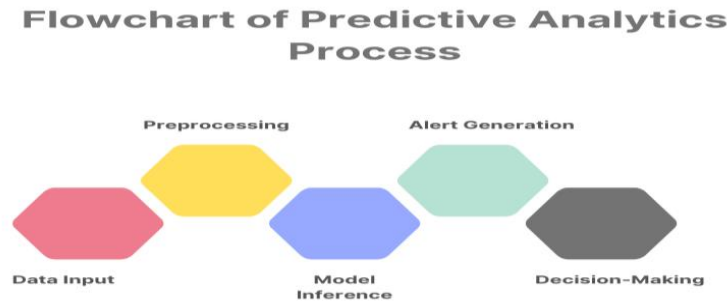 Flowchart of Predictive Analytics
Process
Preprocessing
Alert Generation
Data Input
Model
Inference
Decision-Making